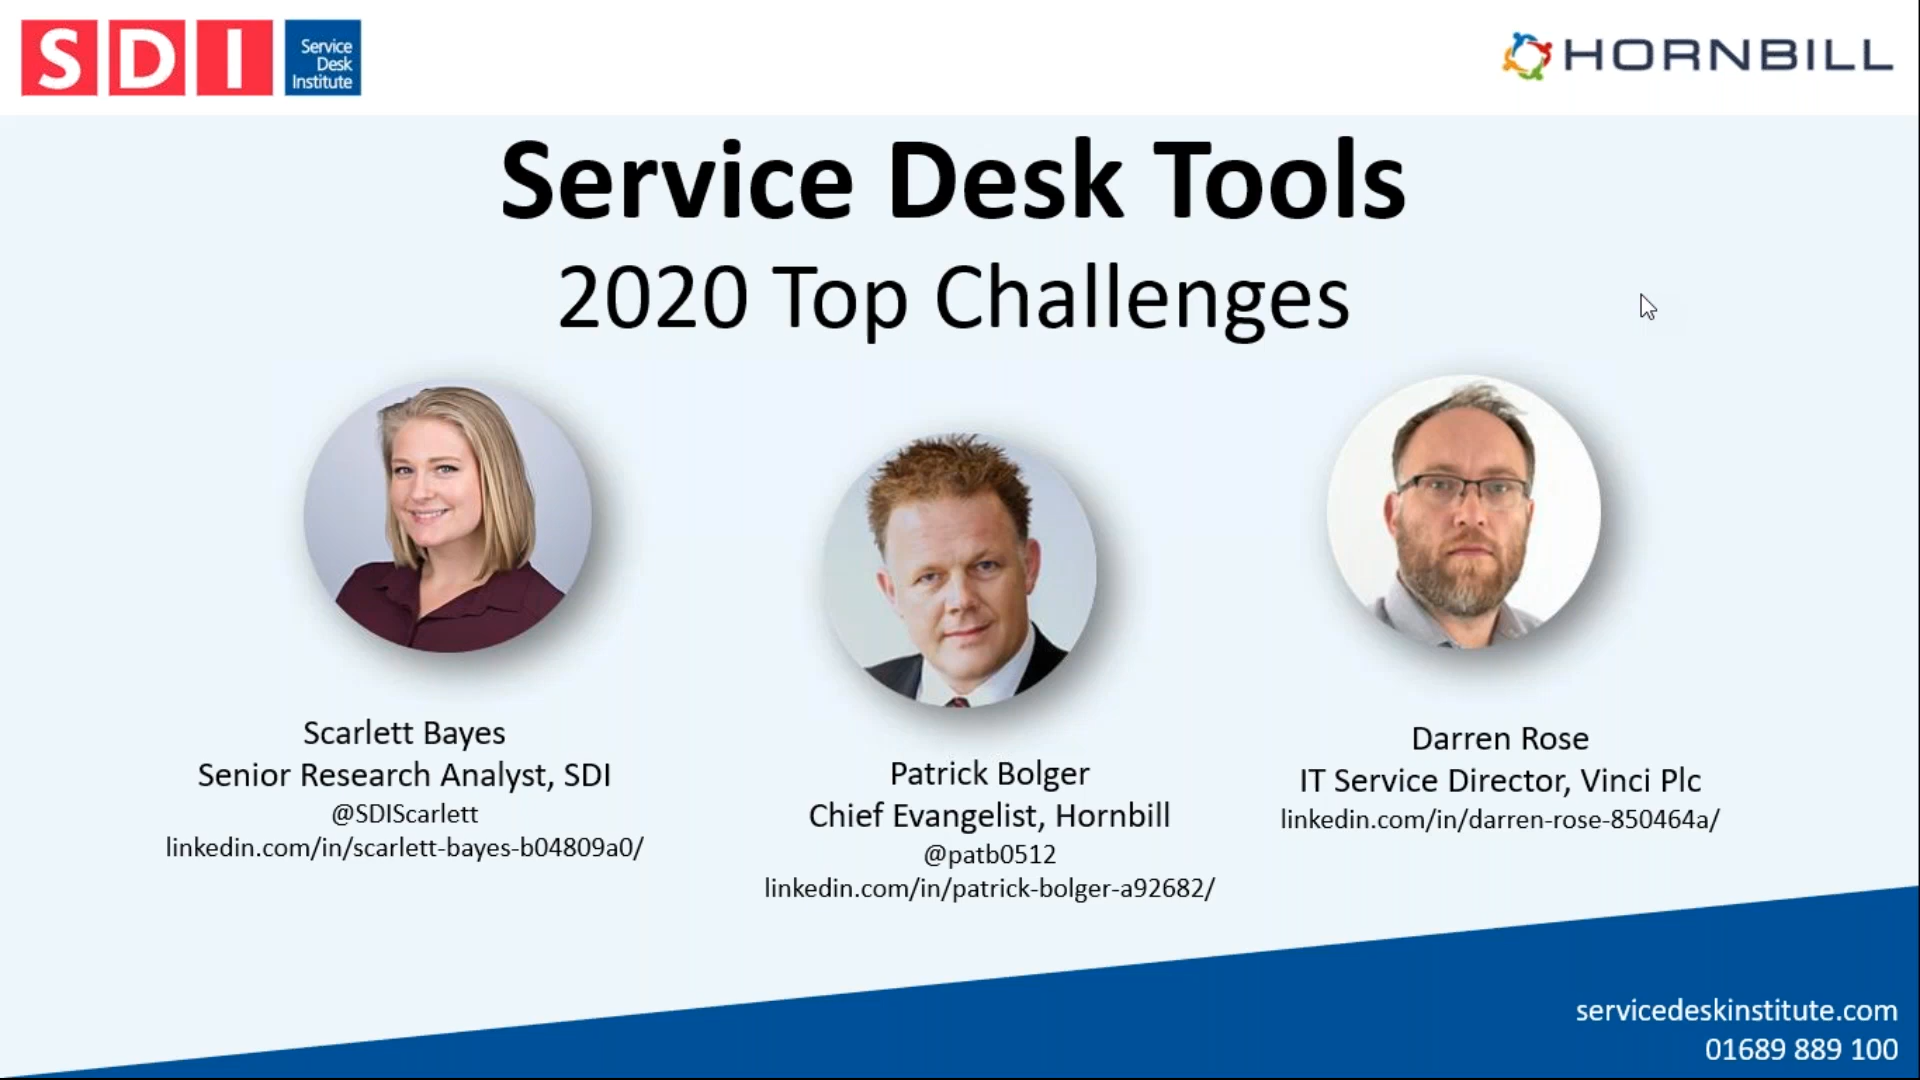 SDI
Service
Desk
Institute
HORNBILL
Service Desk Tools
2020 Top Challenges
Scarlett Bayes
Senior Research Analyst, SDI
@SDIScarlett
linkedin.com/in/scarlett-bayes-b04809a0/
Patrick Bolger
Chief Evangelist, Hornbill
@patb0512
linkedin.com/in/patrick-bolger-a92682/
Darren Rose
IT Service Director, Vinci Plc
linkedin.com/in/darren-rose-850464a/
servicedeskinstitute.com
01689 889 100